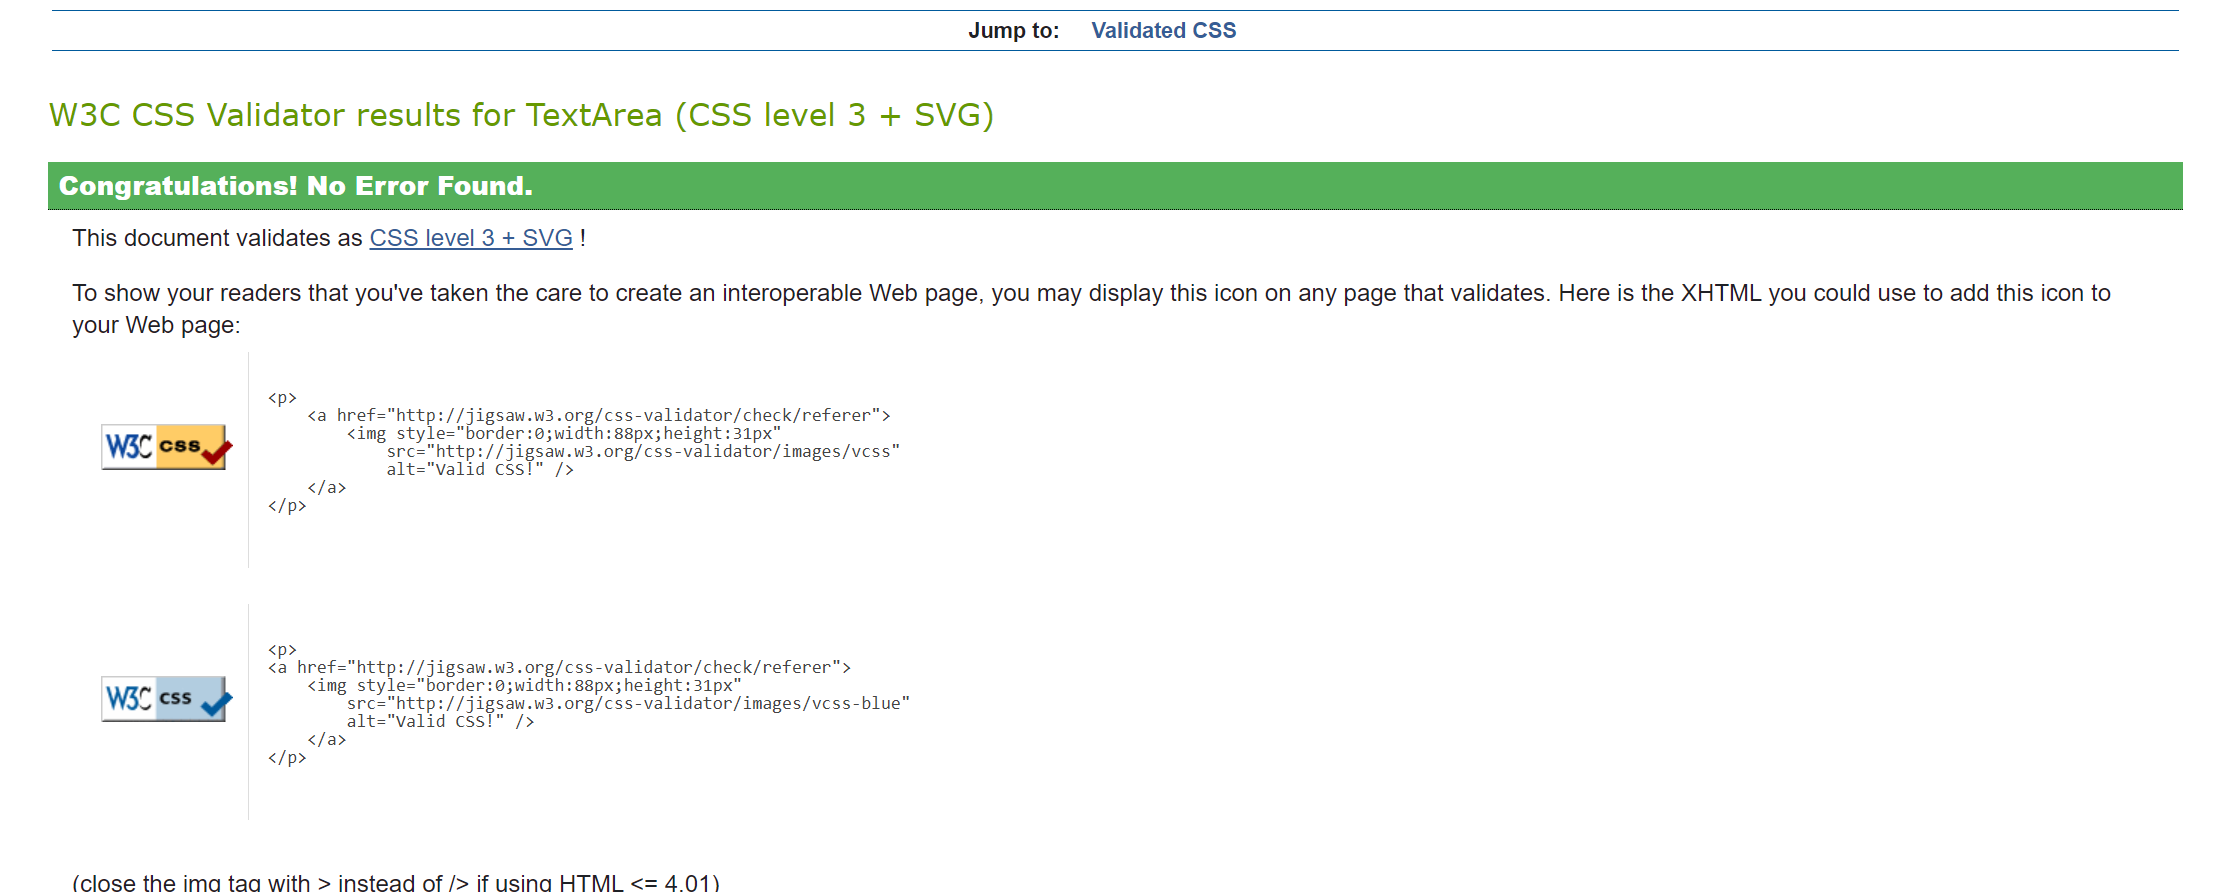 Jump to: Validated CSS
W3C CSS Validator results for TextArea (CSS level 3 + SVG)
Congratulations! No Error Found.
This document validates as CSS level 3 + SVG !
To show your readers that you've taken the care to create an interoperable Web page, you may display this icon on any page that validates. Here is the XHTML you could use to add this icon to
your Web page:
<p>
    <a href="http://jigsaw.w3.org/css-validator/check/referer">
        <img style="border:0;width:88px;height:31px"
            src="http://jigsaw.w3.org/css-validator/images/vcss"
W3C css
            alt="Valid CSS!" />
    </a>
</p>
<p>
<a href="http://jigsaw.w3.org/css-validator/check/referer">
    <img style="border:0;width:88px;height:31px"
W3C css
        src="http://jigsaw.w3.org/css-validator/images/vcss-blue"
        alt="Valid CSS!" />
    </a>
</p>
(close the img tag with > instead of /> if using HTML <= 4.01)